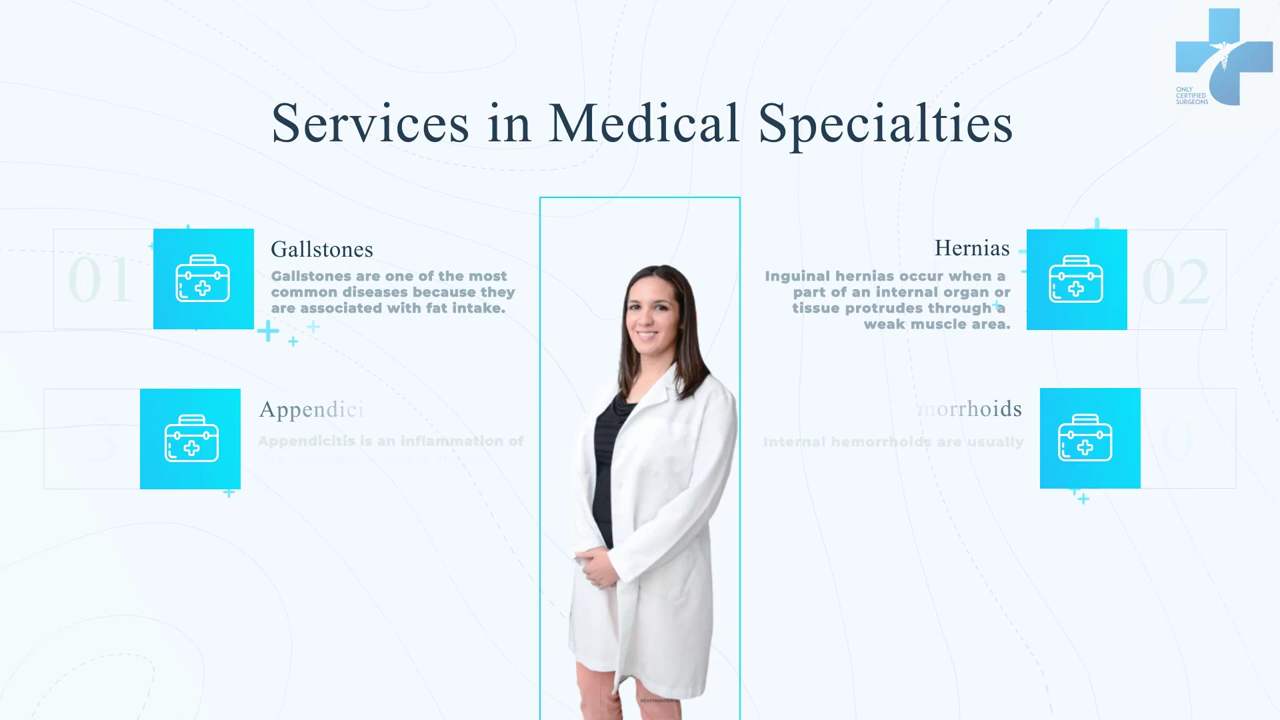 ONLY
CERTIFIED
SURGEONS
Services in Medical Specialties
01
Gallstones
Gallstones are one of the most
common diseases because they
are associated with fat intake.
Hernias
02
Inguinal hernias occur when a
part of an internal organ or
tissue protrudes through a
weak muscle area.
Appendici
Appendicitis is an inflammation of
morrhoids
Internal hemorrhoids are usually